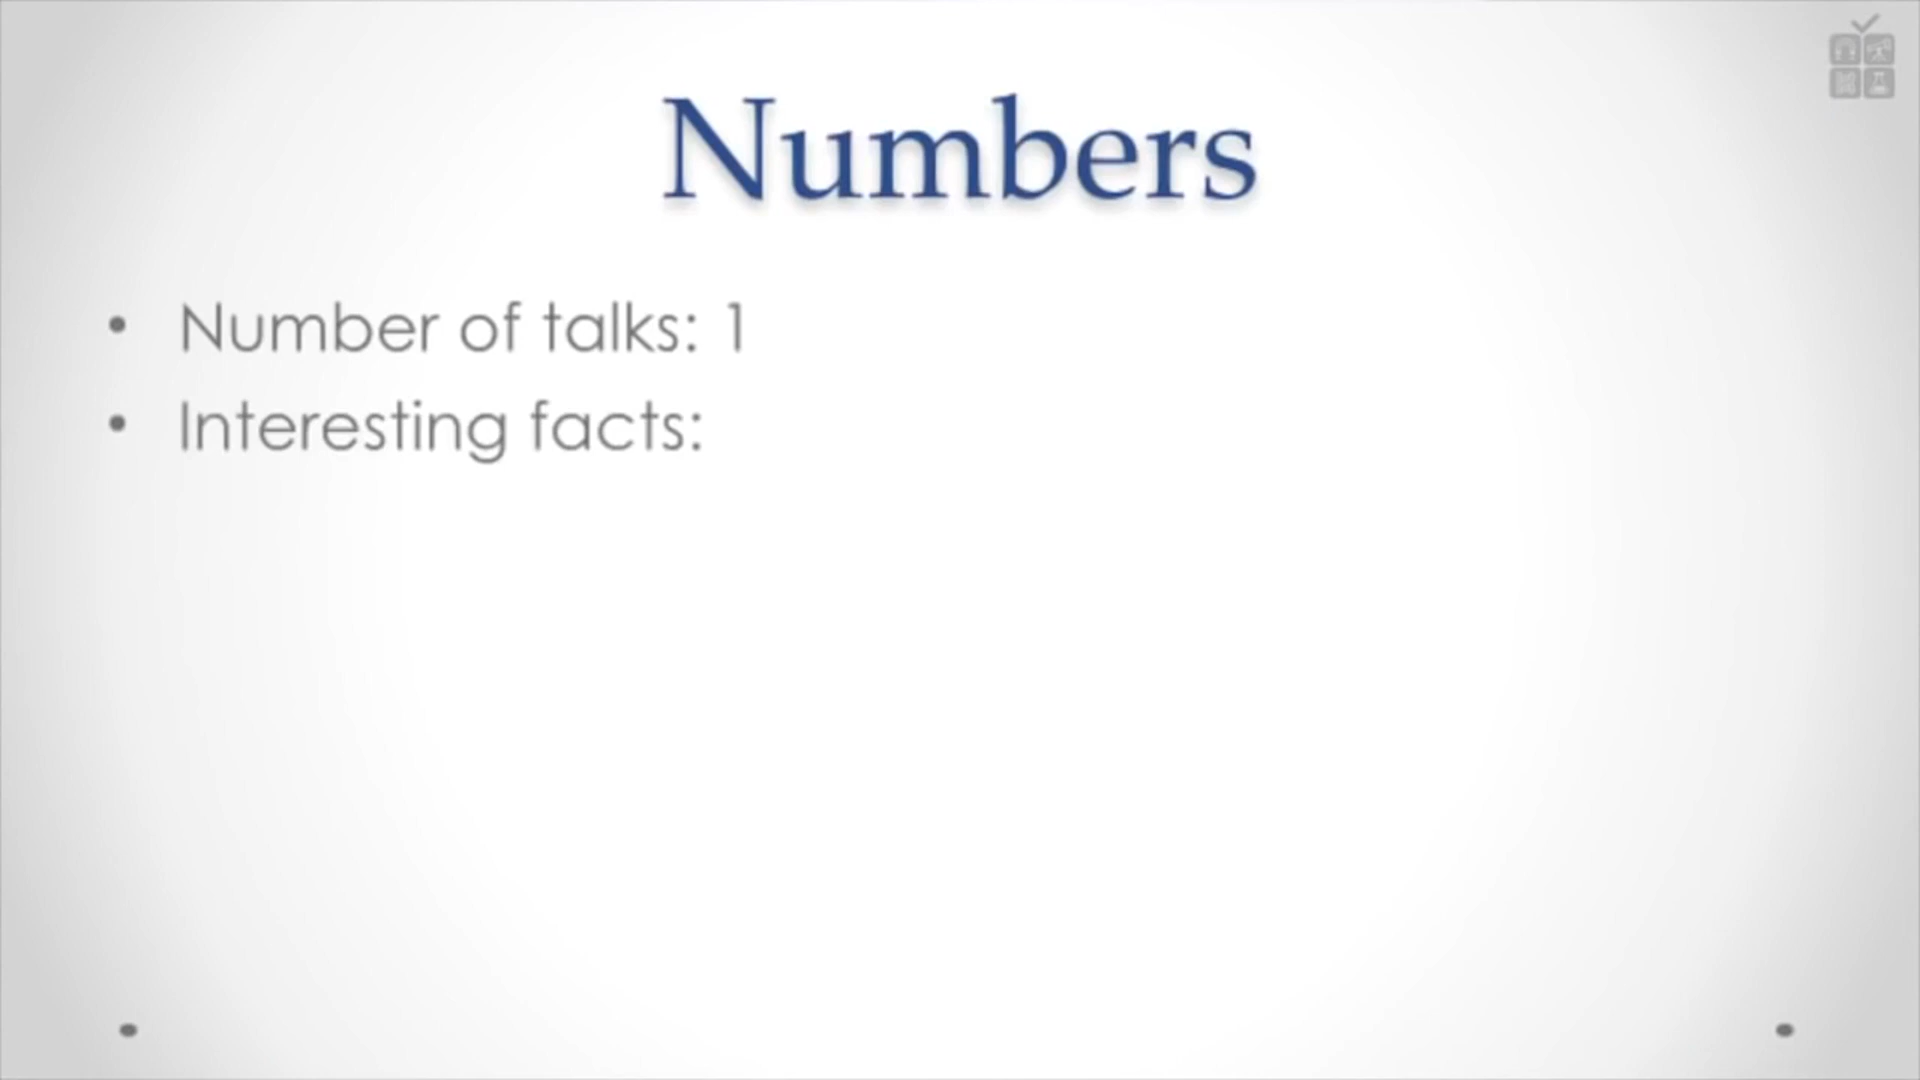 Numbers
• Number of talks: 1
• Interesting facts: